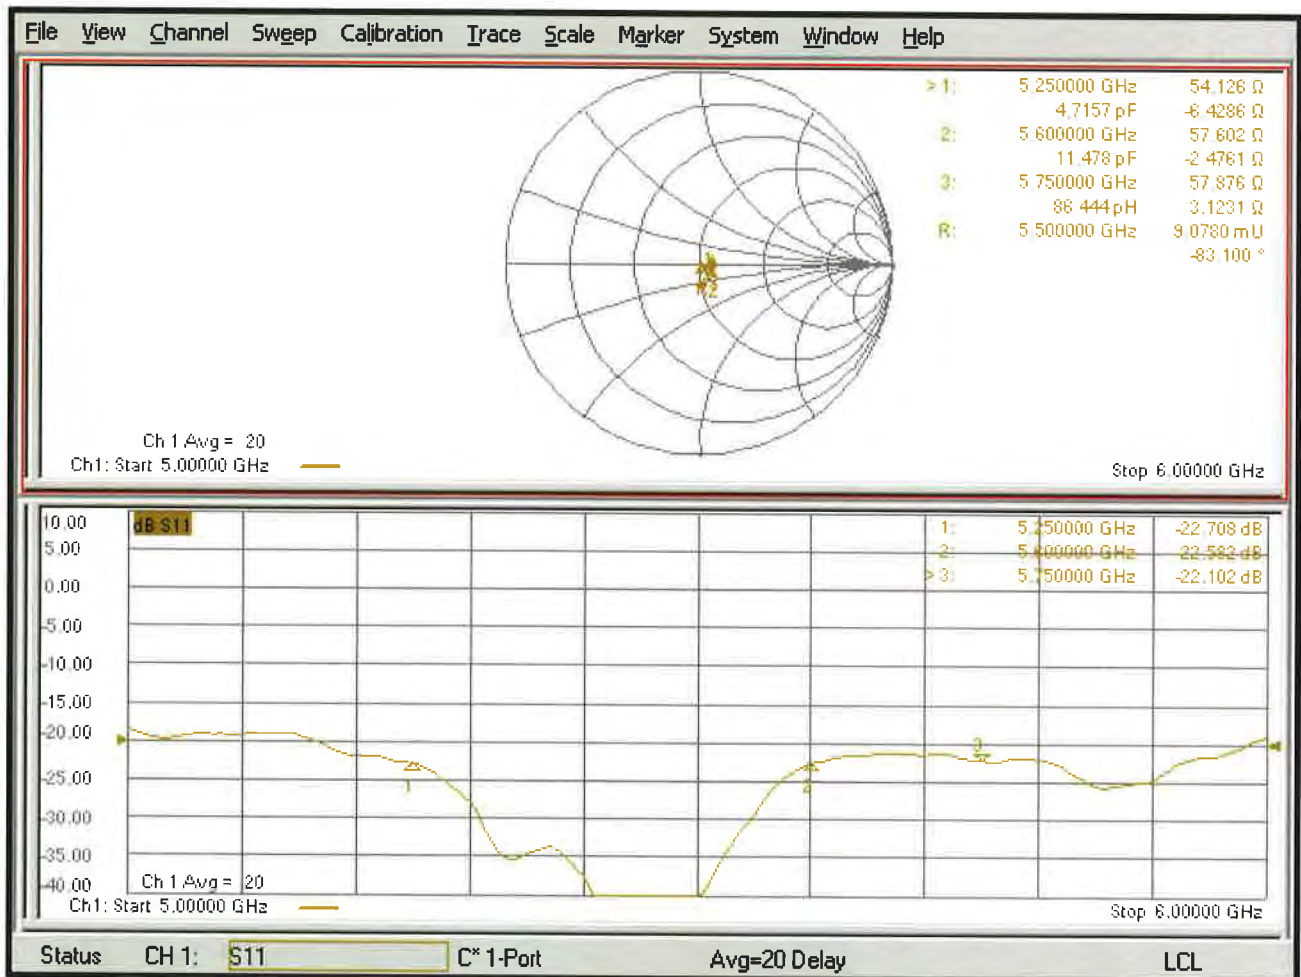 File View Channel Sweep Calibration Trace Scale Marker System Window Help
> 1: 5.250000 GHz 54.126 Ω
4.7157 pF -6.4286 Ω
2: 5.600000 GHz 57.602 Ω
11.478 pF -2.4761 Ω
3: 5.750000 GHz 57.876 Ω
86.444 pH 3.1231 Ω
R: 5.500000 GHz 9.0780 mU
-83.100 °
Ch 1 Avg = 20
Ch1: Start 5.00000 GHz
Stop 6.00000 GHz
10.00 dB S11
5.00
0.00
-5.00
-10.00
-15.00
-20.00
-25.00
-30.00
-35.00
-40.00
1: 5.250000 GHz -22.708 dB
2: 5.600000 GHz -22.582 dB
> 3: 5.750000 GHz -22.102 dB
1
2
3
Ch 1 Avg = 20
Ch1: Start 5.00000 GHz
Stop 6.00000 GHz
Status CH 1: S11 C* 1-Port Avg=20 Delay LCL